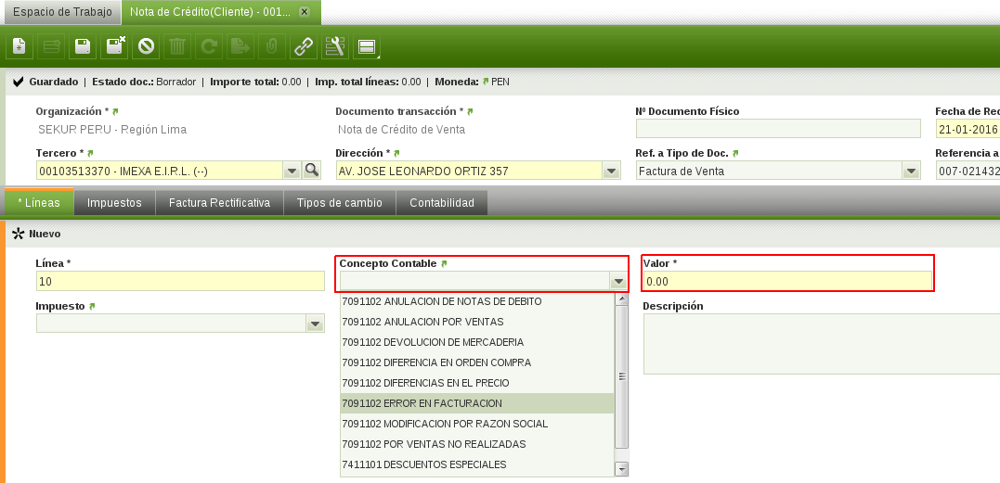 Espacio de Trabajo
Nota de Crédito(Cliente) - 001... x
Guardado | Estado doc.: Borrador | Importe total: 0.00 | Imp. total líneas: 0.00 | Moneda: PEN
Organización *
Documento transacción *
Nº Documento Físico
Fecha de Rec
SEKUR PERU - Región Lima
Nota de Crédito de Venta
21-01-2016
Tercero *
Dirección *
Ref. a Tipo de Doc.
Referencia a
00103513370 - IMEXA E.I.R.L. (--)
AV. JOSE LEONARDO ORTIZ 357
Factura de Venta
007-021432
* Líneas
Impuestos
Factura Rectificativa
Tipos de cambio
Contabilidad
Nuevo
Línea *
Concepto Contable
Valor *
10
0.00
Impuesto
Descripción
7091102 ANULACION DE NOTAS DE DEBITO
7091102 ANULACION POR VENTAS
7091102 DEVOLUCION DE MERCADERIA
7091102 DIFERENCIA EN ORDEN COMPRA
7091102 DIFERENCIAS EN EL PRECIO
7091102 ERROR EN FACTURACION
7091102 MODIFICACION POR RAZON SOCIAL
7091102 POR VENTAS NO REALIZADAS
7411101 DESCUENTOS ESPECIALES